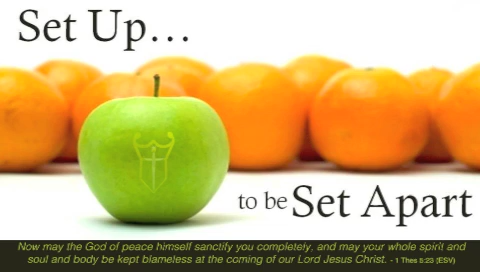 Set Up...
to be Set Apart
Now may the God of peace himself sanctify you completely, and may your whole spirit and
soul and body be kept blameless at the coming of our Lord Jesus Christ. - 1 Thes 5:23 (ESV)